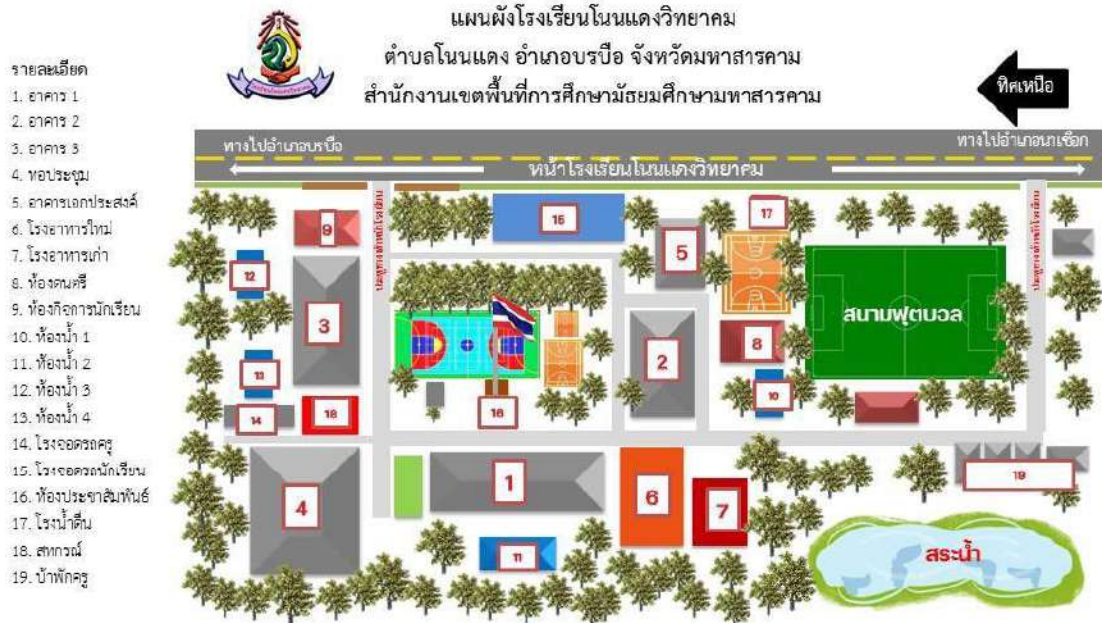 แผนผังโรงเรียนโนนแดงวิทยาคม
ตำบลโนนแดง อำเภอบรบือ จังหวัดมหาสารคาม
สำนักงานเขตพื้นที่การศึกษามัธยมศึกษามหาสารคาม
ทิศเหนือ
รายละเอียด
1. อาคาร 1
2. อาคาร 2
3. อาคาร 3
4. หอประชุม
5. อาคารเอกประสงค์
6. โรงอาหารใหม่
7. โรงอาหารเก่า
8. ห้องดนตรี
9. ห้องกิจการนักเรียน
10. ห้องน้ำ 1
11. ห้องน้ำ 2
12. ห้องน้ำ 3
13. ห้องน้ำ 4
14. โรงจอดรถครู
15. โรงจอดรถนักเรียน
16. ห้องประชาสัมพันธ์
17. โรงน้ำดื่ม
18. สหกรณ์
19. บ้าพักครู
ทางไปอำเภอบรบือ
ทางไปอำเภอนาเชือก
หน้าโรงเรียนโนนแดงวิทยาคม
9
15
17
5
12
3
สนามฟุตบอล
2
8
13
10
14
18
16
4
1
6
7
19
11
สระน้ำ